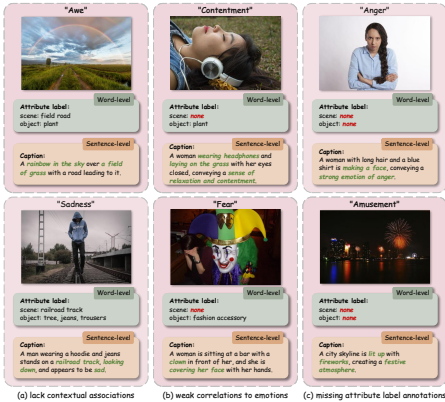 "Awe"
Word-level
Attribute label:
scene: field road
object: plant
Sentence-level
Caption:
A rainbow in the sky over a field
of grass with a road leading to it.
"Contentment"
Word-level
Attribute label:
scene: none
object: plant
Sentence-level
Caption:
A woman wearing headphones and
laying on the grass with her eyes
closed, conveying a sense of
relaxation and contentment.
"Anger"
Word-level
Attribute label:
scene: none
object: none
Sentence-level
Caption:
A woman with long hair and a blue
shirt is making a face, conveying a
strong emotion of anger.
"Sadness"
Word-level
Attribute label:
scene: railroad track
object: tree, jeans, trousers
Sentence-level
Caption:
A man wearing a hoodie and jeans
stands on a railroad track, looking
down, and appears to be sad.
"Fear"
Word-level
Attribute label:
scene: none
object: fashion accessory
Sentence-level
Caption:
A woman is sitting at a bar with a
clown in front of her, and she is
covering her face with her hands.
"Amusement"
Word-level
Attribute label:
scene: none
object: none
Sentence-level
Caption:
A city skyline is lit up with
fireworks, creating a festive
atmosphere.
(a) lack contextual associations
(b) weak correlations to emotions
(c) missing attribute label annotations